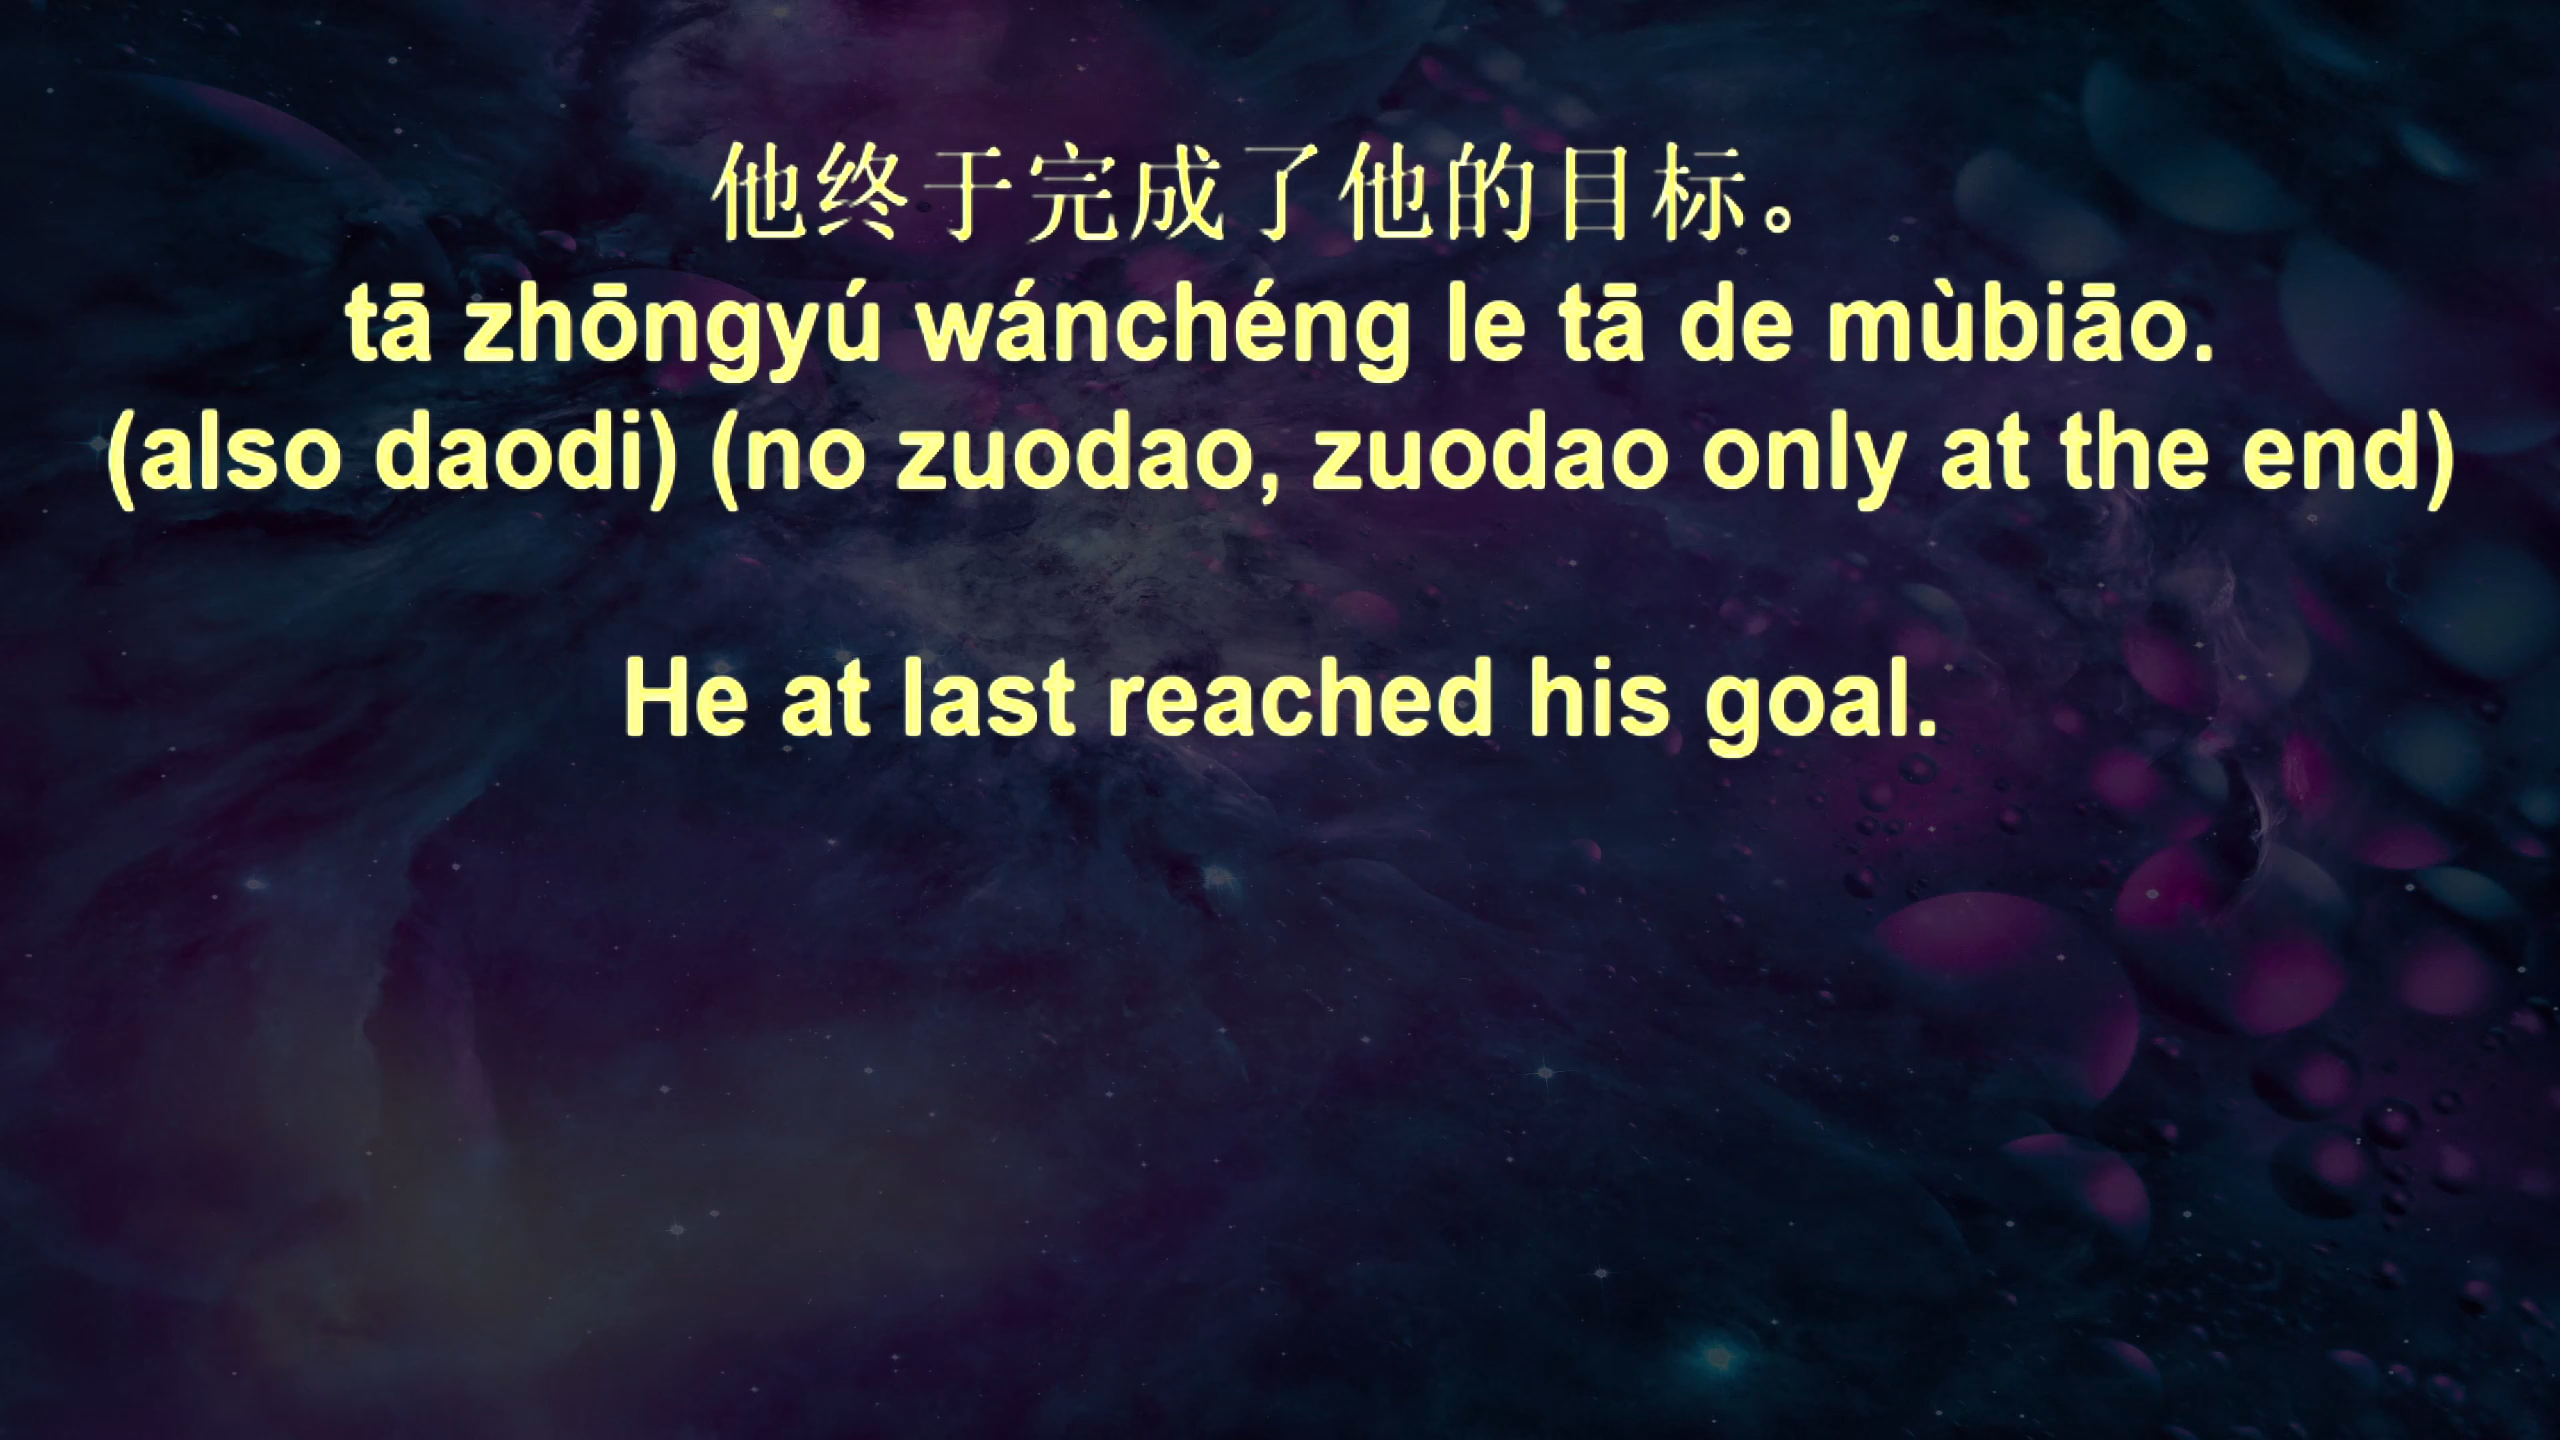 他终于完成了他的目标。
tā zhōngyú wánchéng le tā de mùbiāo.
(also daodi) (no zuodao, zuodao only at the end)
He at last reached his goal.